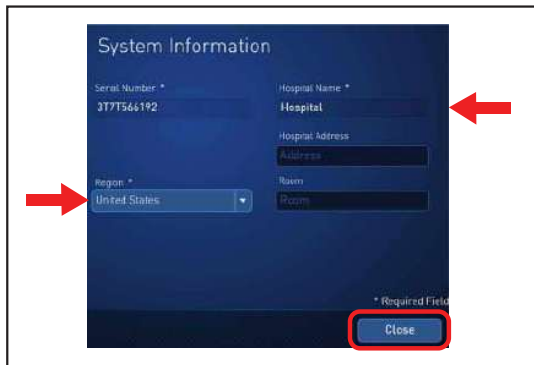 System Information
Serial Number *
3T7T566192
Hospital Name *
Hospital
Hospital Address
Address
Region *
United States
Room
Room
* Required Field
Close